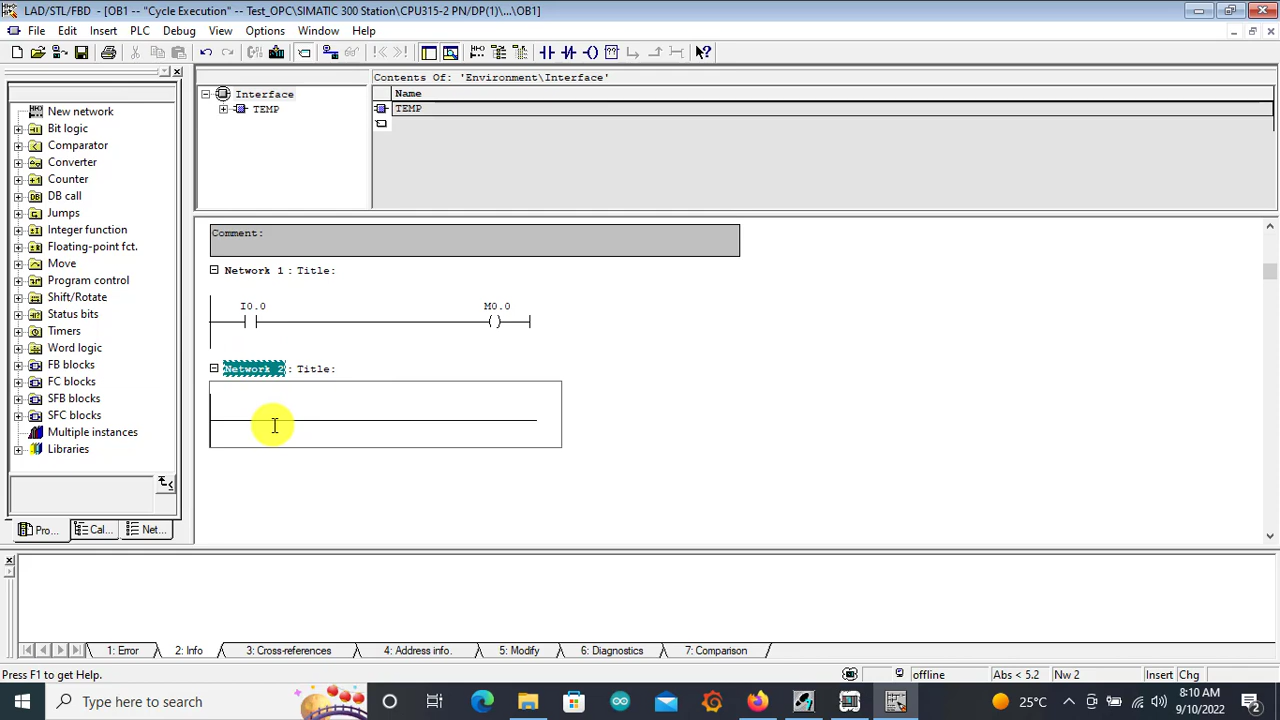 LAD/STL/FBD - [OB1 -- "Cycle Execution" -- Test_OPC\SIMATIC 300 Station\CPU315-2 PN/DP(1)\...\OB1]
File Edit Insert PLC Debug View Options Window Help
Contents Of: 'Environment\Interface'
Interface
TEMP
Name
TEMP
New network
Bit logic
Comparator
Converter
Counter
DB call
Jumps
Integer function
Floating-point fct.
Move
Program control
Shift/Rotate
Status bits
Timers
Word logic
FB blocks
FC blocks
SFB blocks
SFC blocks
Multiple instances
Libraries
Pro... Cal... Net...
Comment:
Network 1 : Title:
I0.0 M0.0
Network 2 : Title:
1: Error 2: Info 3: Cross-references 4: Address info. 5: Modify 6: Diagnostics 7: Comparison
Press F1 to get Help. offline Abs < 5.2 Nw 2 Insert Chg
Type here to search 25°C 8:10 AM
9/10/2022 2